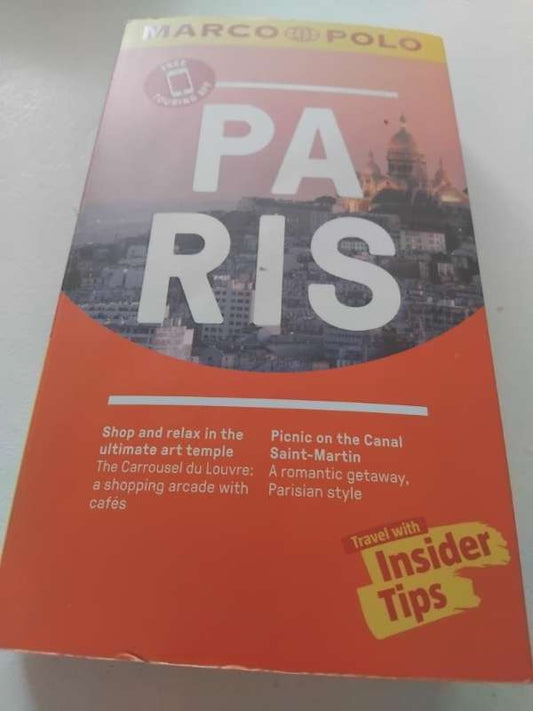 MARCO POLO
FREE
TOURING APP
PA
RIS
Shop and relax in the
ultimate art temple
The Carrousel du Louvre:
a shopping arcade with
cafés
Picnic on the Canal
Saint-Martin
A romantic getaway,
Parisian style
Travel with
Insider
Tips